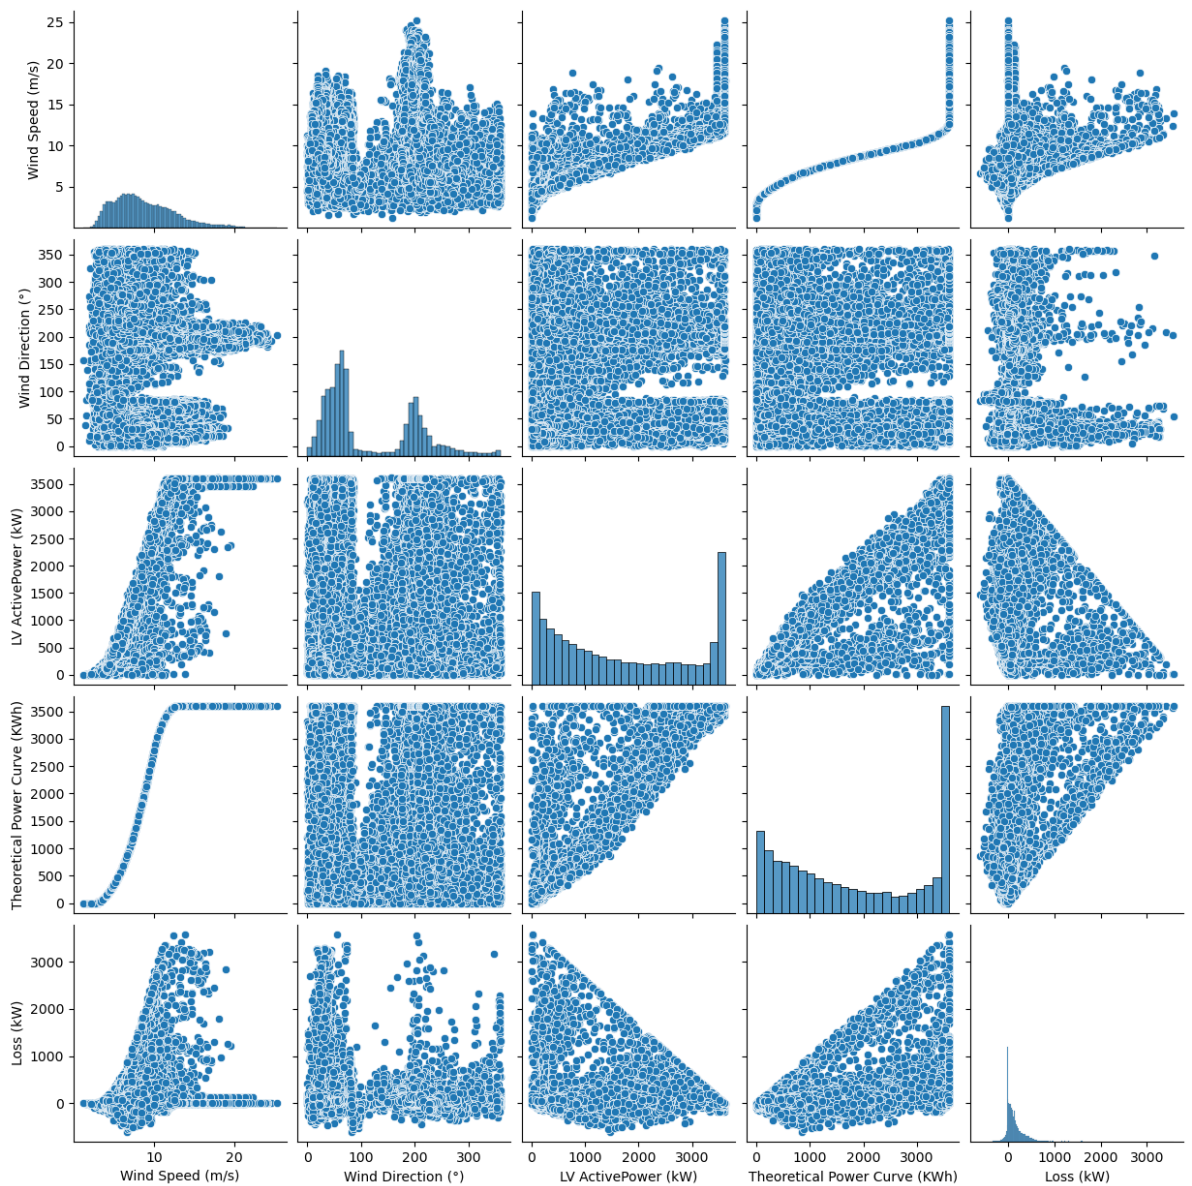 Wind Speed (m/s)
25
20
15
10
5
Wind Direction (°)
350
300
250
200
150
100
50
0
LV ActivePower (kW)
3500
3000
2500
2000
1500
1000
500
0
Theoretical Power Curve (KWh)
3500
3000
2500
2000
1500
1000
500
0
Loss (kW)
3000
2000
1000
0
10 20
0 100 200 300
0 1000 2000 3000
0 1000 2000 3000
0 1000 2000 3000
Wind Speed (m/s)
Wind Direction (°)
LV ActivePower (kW)
Theoretical Power Curve (KWh)
Loss (kW)